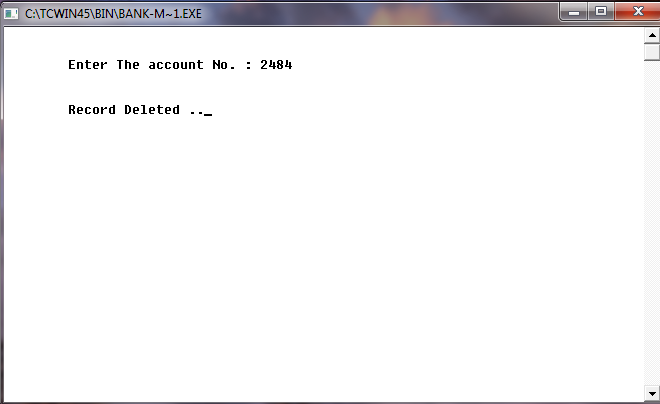 C:\TCWIN45\BIN\BANK-M~1.EXE
Enter The account No. : 2484
Record Deleted .._